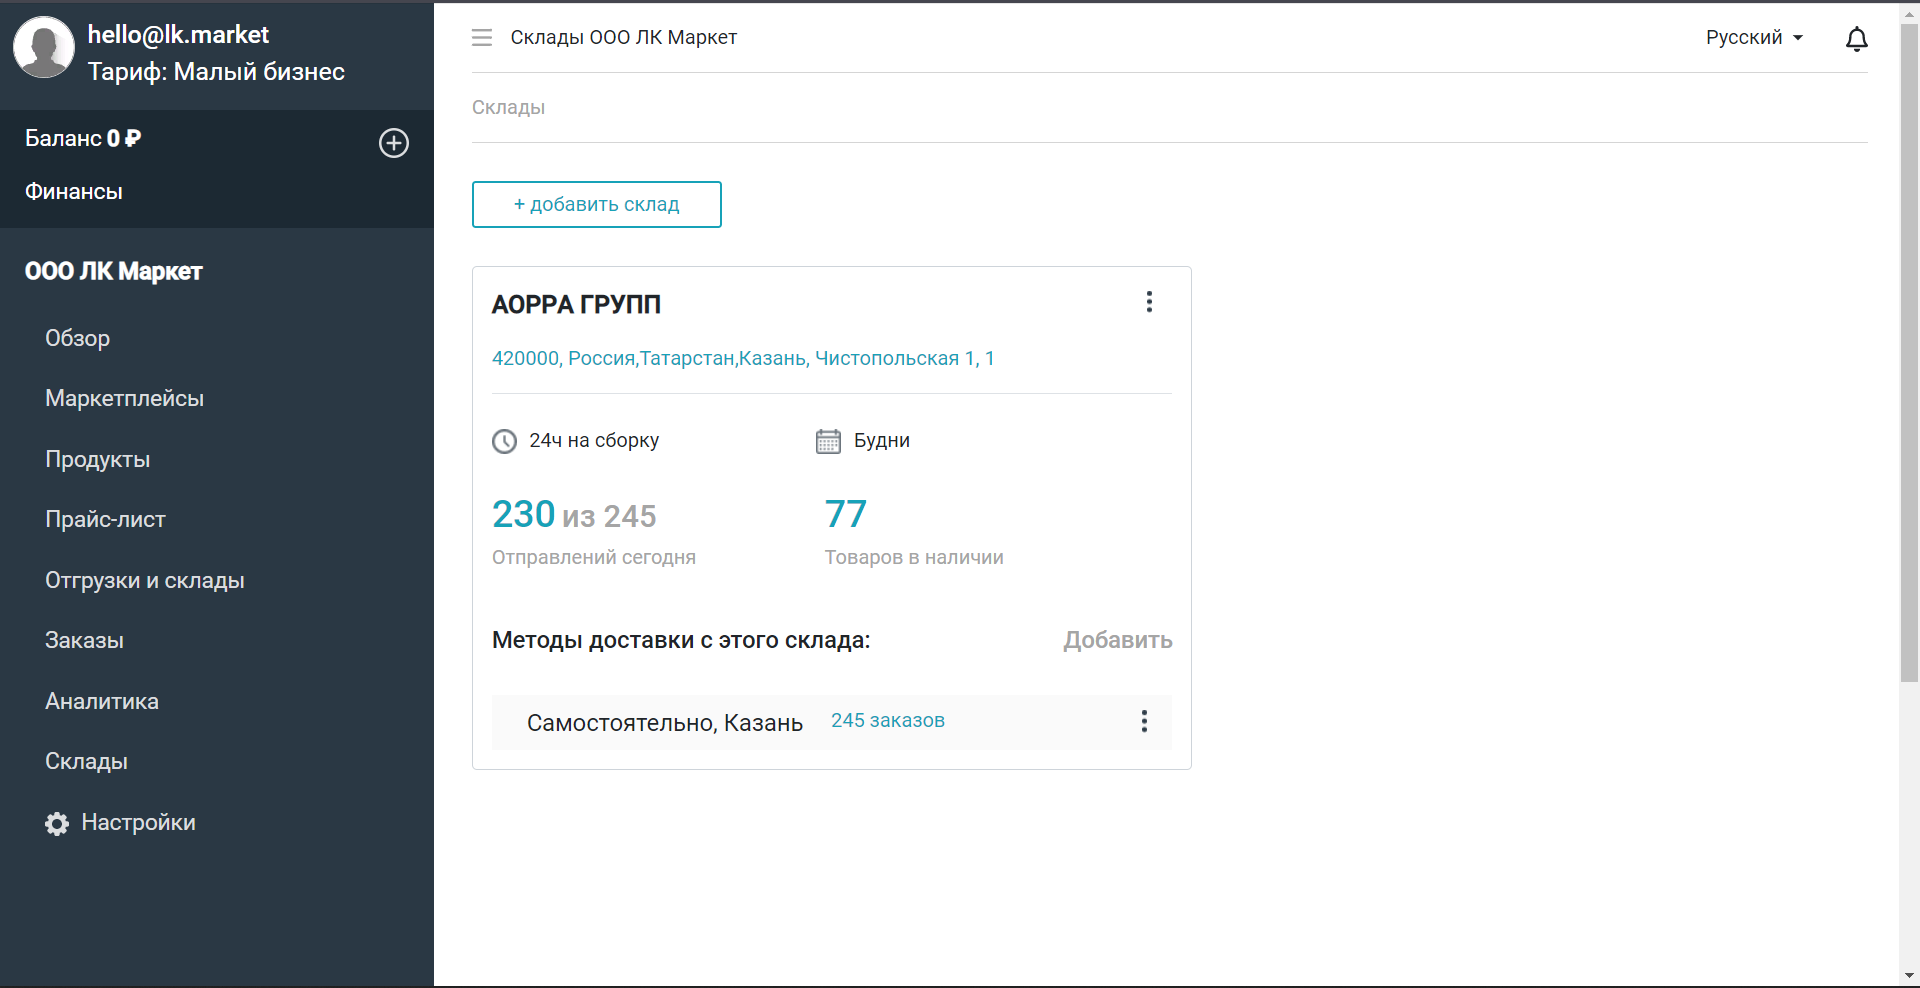 hello@lk.market
Тариф: Малый бизнес
Баланс 0 ₽
Финансы
ООО ЛК Маркет
Обзор
Маркетплейсы
Продукты
Прайс-лист
Отгрузки и склады
Заказы
Аналитика
Склады
Настройки
Склады ООО ЛК Маркет
Русский
Склады
+ добавить склад
АОРРА ГРУПП
420000, Россия,Татарстан,Казань, Чистопольская 1, 1
24ч на сборку
Будни
230 из 245
Отправлений сегодня
77
Товаров в наличии
Методы доставки с этого склада:
Добавить
Самостоятельно, Казань
245 заказов